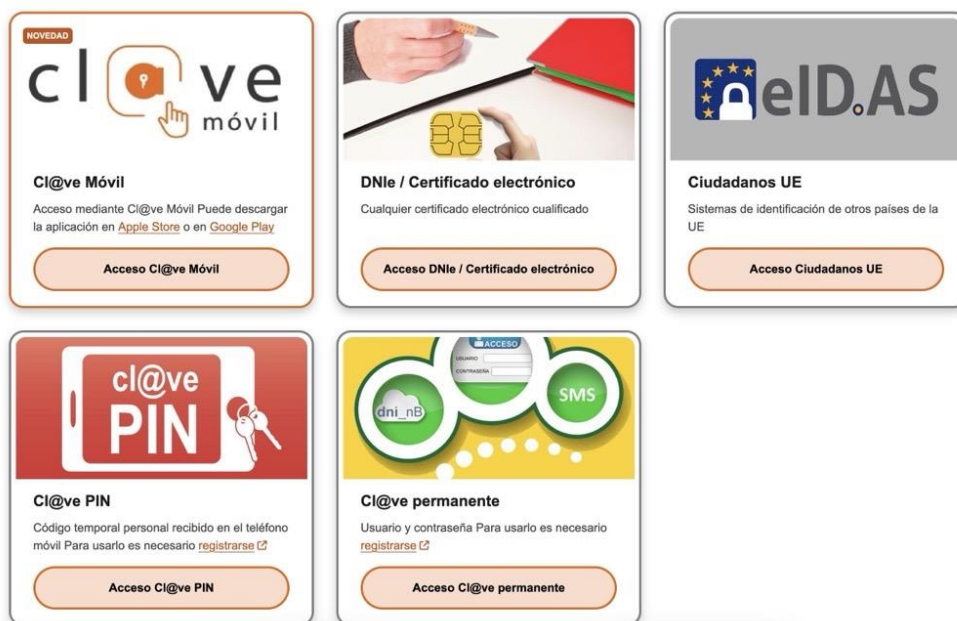 NOVEDAD
cl@ve
móvil
Cl@ve Móvil
Acceso mediante Cl@ve Móvil Puede descargar
la aplicación en Apple Store o en Google Play
Acceso Cl@ve Móvil
DNIe / Certificado electrónico
Cualquier certificado electrónico cualificado
Acceso DNIe / Certificado electrónico
eID.AS
Ciudadanos UE
Sistemas de identificación de otros países de la
UE
Acceso Ciudadanos UE
cl@ve
PIN
Cl@ve PIN
Código temporal personal recibido en el teléfono
móvil Para usarlo es necesario registrarse
Acceso Cl@ve PIN
ACCESO
USUARIO
CONTRASEÑA
dni_nB
SMS
Cl@ve permanente
Usuario y contraseña Para usarlo es necesario
registrarse
Acceso Cl@ve permanente